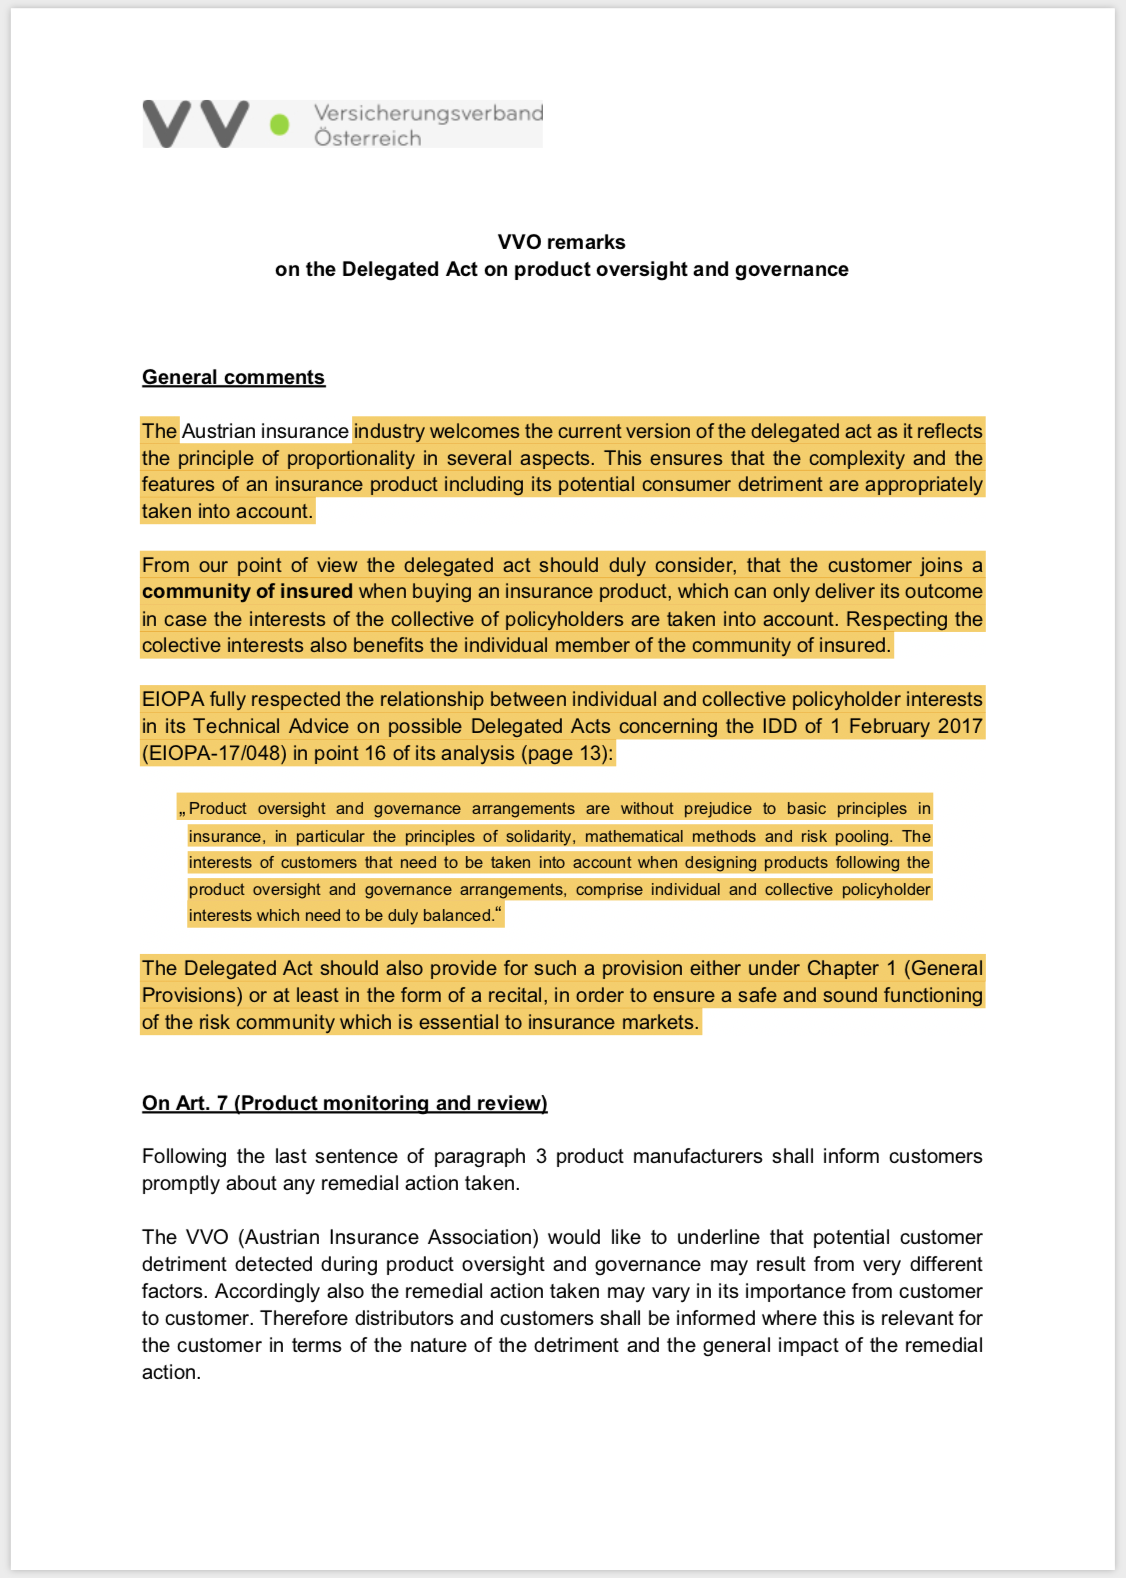 VV Versicherungsverband
Österreich
VVO remarks
on the Delegated Act on product oversight and governance
General comments
The Austrian insurance industry welcomes the current version of the delegated act as it reflects
the principle of proportionality in several aspects. This ensures that the complexity and the
features of an insurance product including its potential consumer detriment are appropriately
taken into account.
From our point of view the delegated act should duly consider, that the customer joins a
community of insured when buying an insurance product, which can only deliver its outcome
in case the interests of the collective of policyholders are taken into account. Respecting the
colective interests also benefits the individual member of the community of insured.
EIOPA fully respected the relationship between individual and collective policyholder interests
in its Technical Advice on possible Delegated Acts concerning the IDD of 1 February 2017
(EIOPA-17/048) in point 16 of its analysis (page 13):
„Product oversight and governance arrangements are without prejudice to basic principles in
insurance, in particular the principles of solidarity, mathematical methods and risk pooling. The
interests of customers that need to be taken into account when designing products following the
product oversight and governance arrangements, comprise individual and collective policyholder
interests which need to be duly balanced.“
The Delegated Act should also provide for such a provision either under Chapter 1 (General
Provisions) or at least in the form of a recital, in order to ensure a safe and sound functioning
of the risk community which is essential to insurance markets.
On Art. 7 (Product monitoring and review)
Following the last sentence of paragraph 3 product manufacturers shall inform customers
promptly about any remedial action taken.
The VVO (Austrian Insurance Association) would like to underline that potential customer
detriment detected during product oversight and governance may result from very different
factors. Accordingly also the remedial action taken may vary in its importance from customer
to customer. Therefore distributors and customers shall be informed where this is relevant for
the customer in terms of the nature of the detriment and the general impact of the remedial
action.